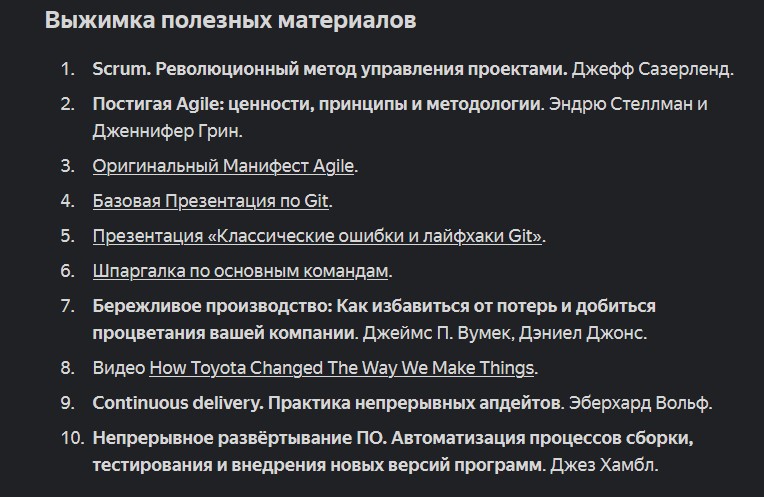 Выжимка полезных материалов
1. Scrum. Революционный метод управления проектами. Джефф Сазерленд.
2. Постигая Agile: ценности, принципы и методологии. Эндрю Стеллман и
Дженнифер Грин.
3. Оригинальный Манифест Agile.
4. Базовая Презентация по Git.
5. Презентация «Классические ошибки и лайфхаки Git».
6. Шпаргалка по основным командам.
7. Бережливое производство: Как избавиться от потерь и добиться
процветания вашей компании. Джеймс П. Вумек, Дэниел Джонс.
8. Видео How Toyota Changed The Way We Make Things.
9. Continuous delivery. Практика непрерывных апдейтов. Эберхард Вольф.
10. Непрерывное развёртывание ПО. Автоматизация процессов сборки,
тестирования и внедрения новых версий программ. Джез Хамбл.